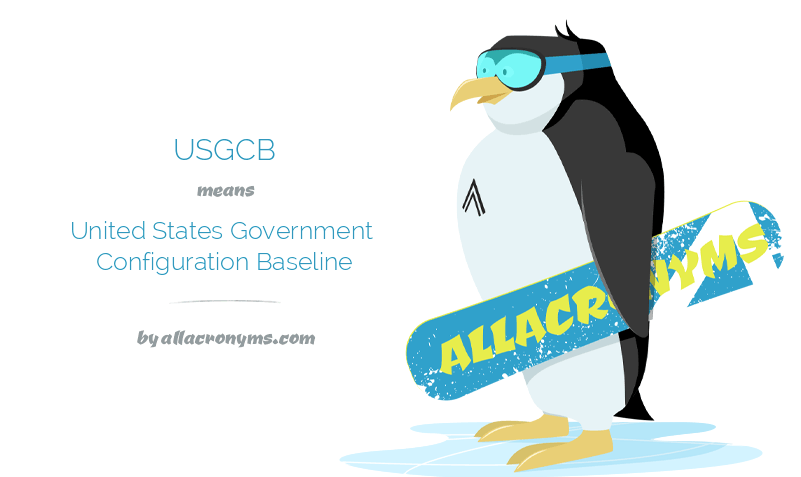 USGCB
means
United States Government
Configuration Baseline
by allacronyms.com
ALLACRONYMS